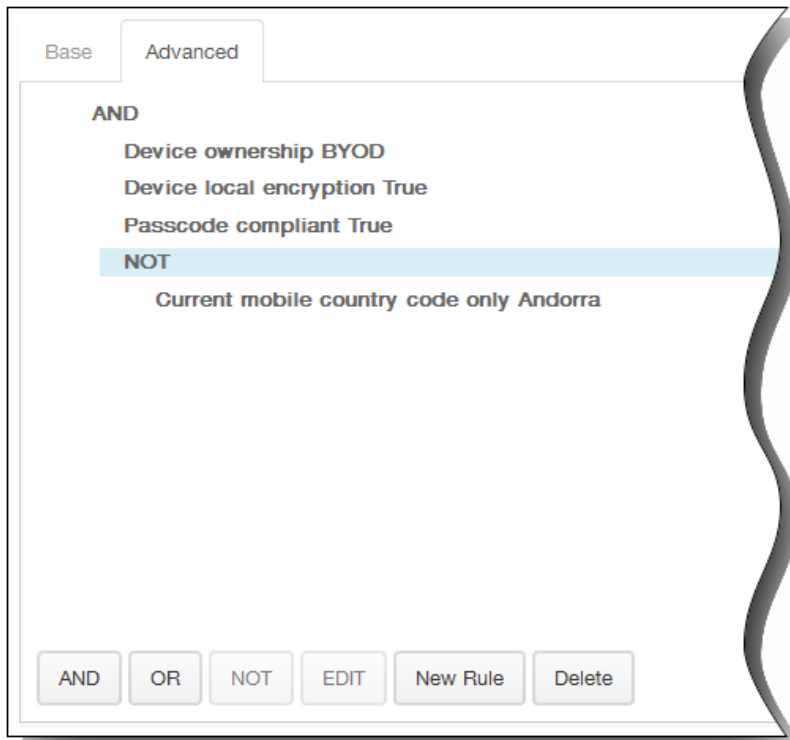 Base Advanced
AND
Device ownership BYOD
Device local encryption True
Passcode compliant True
NOT
Current mobile country code only Andorra
AND OR NOT EDIT New Rule Delete